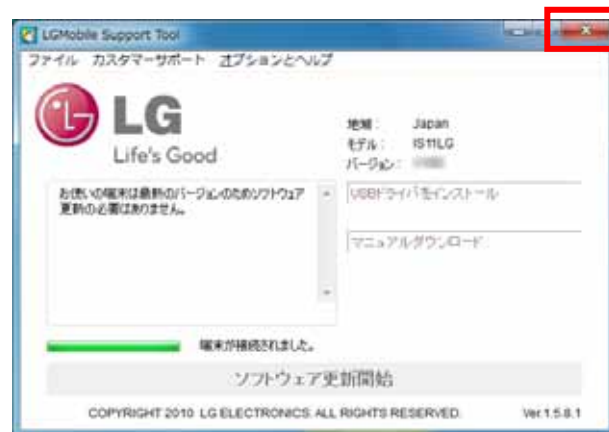 LGMobile Support Tool
ファイル カスタマーサポート オプションとヘルプ
LG
Life's Good
地域 : Japan
モデル : IS11LG
バージョン :
お使いの端末は最新のバージョンのためソフトウェア
更新の必要はありません。
USBドライバをインストール
マニュアルダウンロード
端末が接続されました。
ソフトウェア更新開始
COPYRIGHT 2010 LG ELECTRONICS. ALL RIGHTS RESERVED. Ver.1.5.8.1